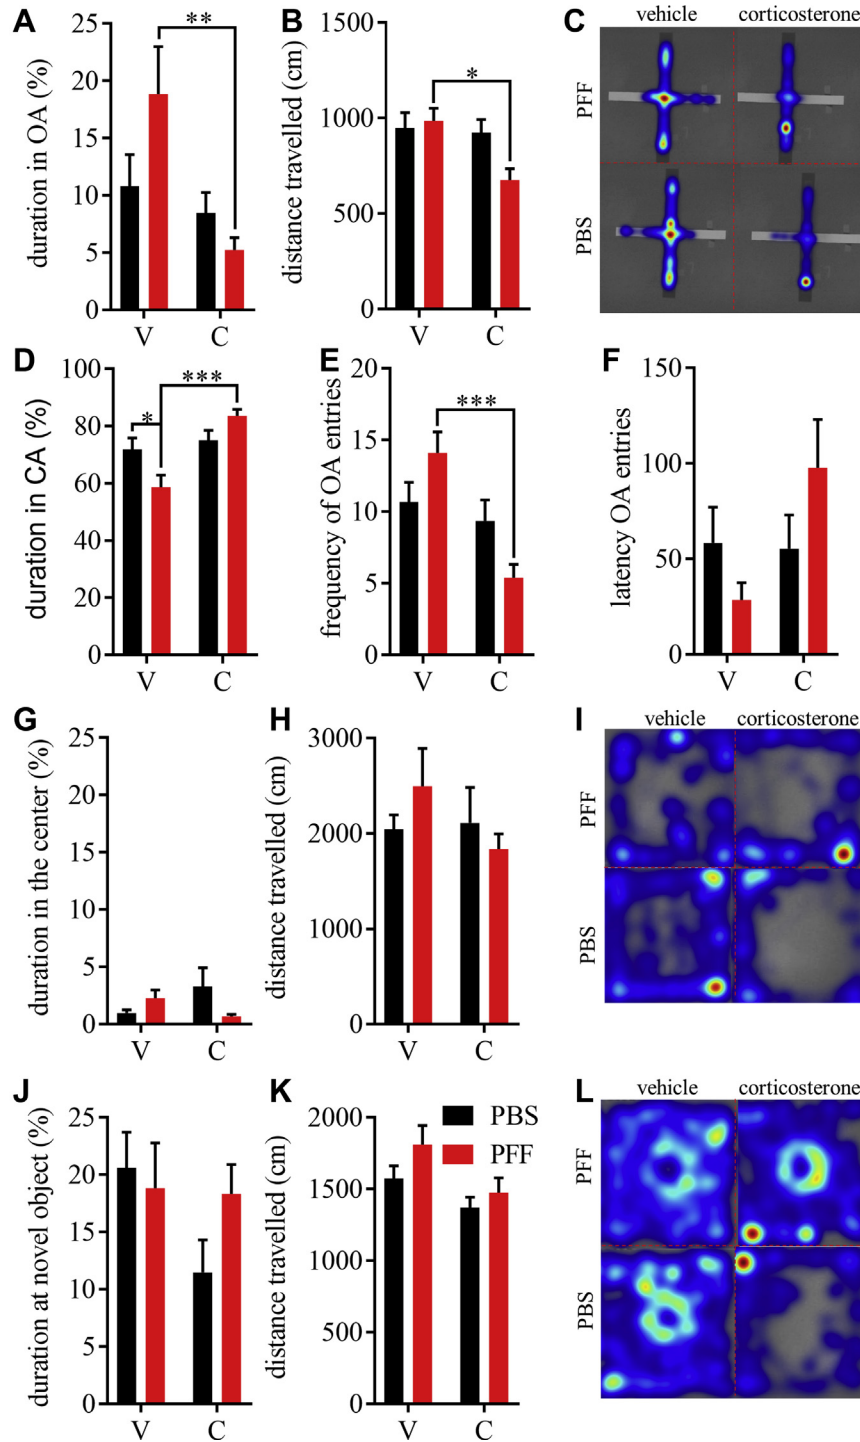 A
duration in OA (%)
25
20
15
10
5
0
V
C
**
B
distance travelled (cm)
1500
1000
500
0
V
C
*
C
vehicle
corticosterone
PFF
PBS
D
duration in CA (%)
100
80
60
40
20
0
V
C
*
***
E
frequency of OA entries
20
15
10
5
0
V
C
***
F
latency OA entries
150
100
50
0
V
C
G
duration in the center (%)
25
20
15
10
5
0
V
C
H
distance travelled (cm)
3000
2000
1000
0
V
C
I
vehicle
corticosterone
PFF
PBS
J
duration at novel object (%)
25
20
15
10
5
0
V
C
K
distance travelled (cm)
2000
1500
1000
500
0
V
C
PBS
PFF
L
vehicle
corticosterone
PFF
PBS